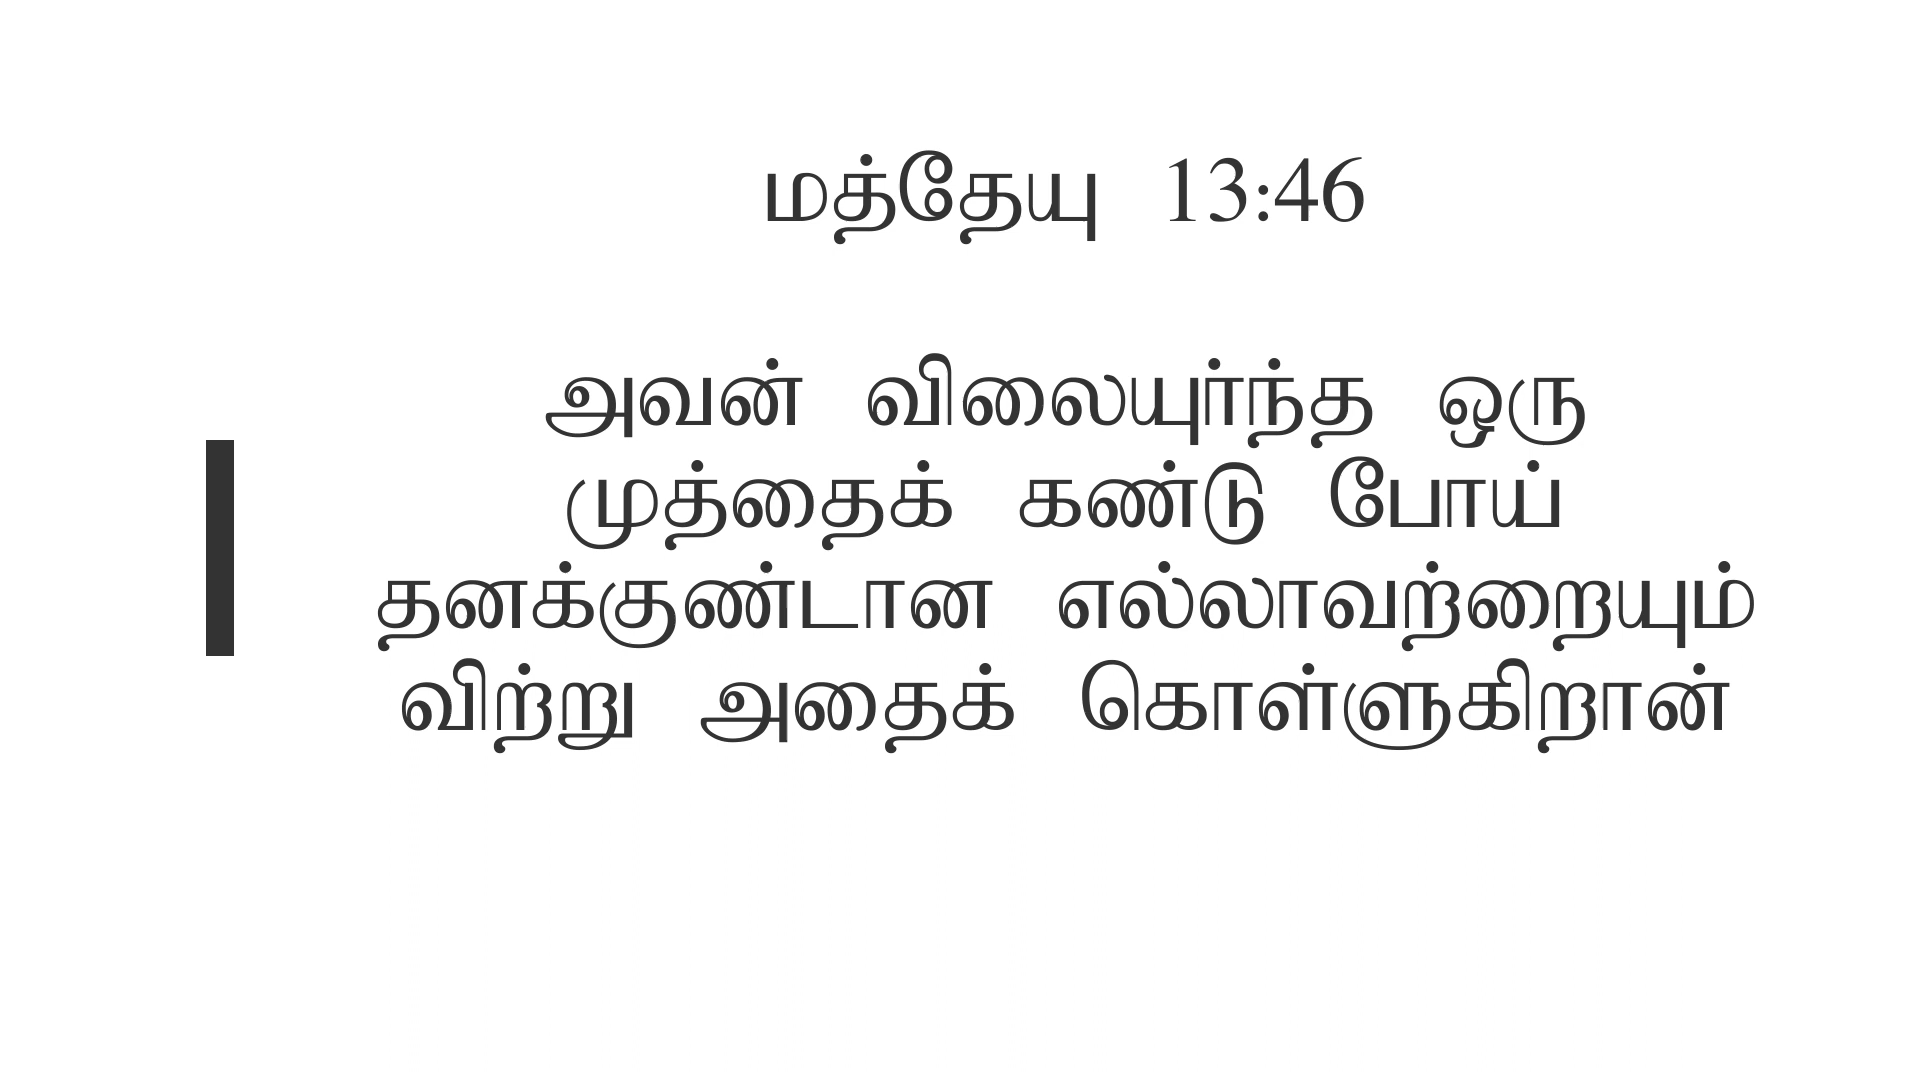 மத்தேயு 13:46
அவன் விலையுர்ந்த ஒரு
முத்தைக் கண்டு போய்
தனக்குண்டான எல்லாவற்றையும்
விற்று அதைக் கொள்ளுகிறான்